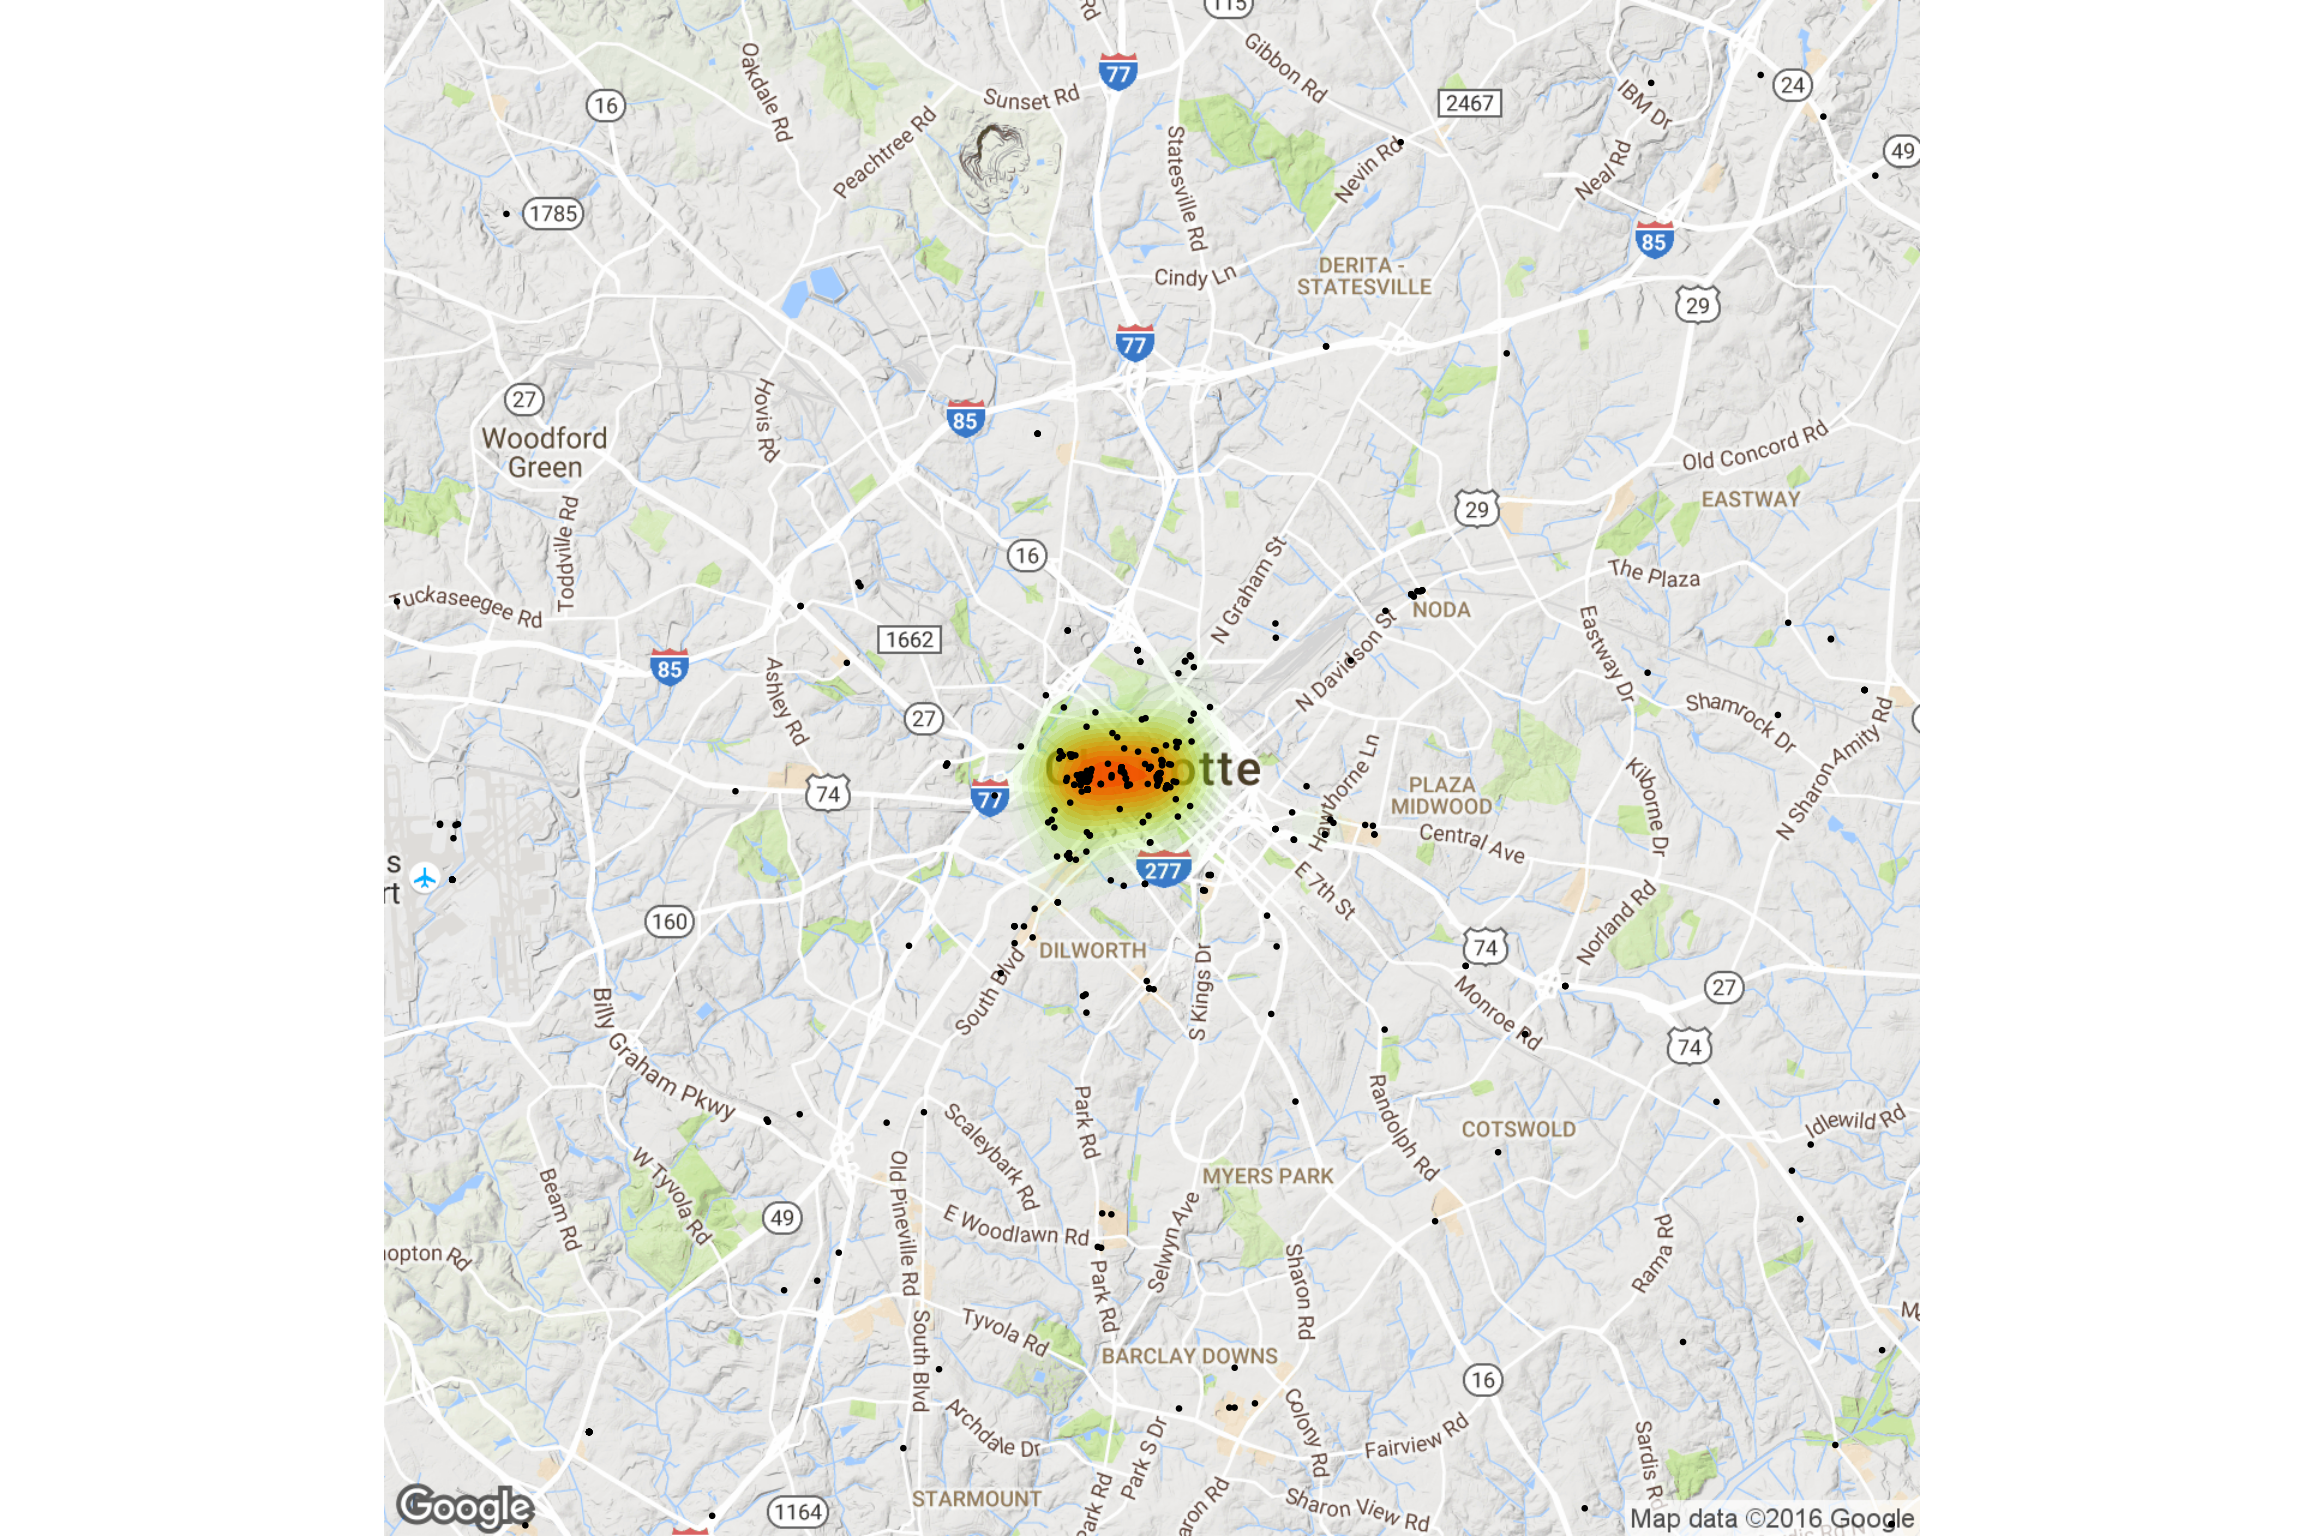 115
77
Gibbon Rd
Oakdale Rd
Sunset Rd
16
2467
IBM Dr
24
Peachtree Rd
Statesville Rd
Nevin Rd
Neal Rd
49
1785
85
DERITA -
STATESVILLE
Cindy Ln
29
77
27
Hovis Rd
85
Woodford
Green
Old Concord Rd
EASTWAY
29
Toddville Rd
16
N Graham St
The Plaza
Tuckaseegee Rd
NODA
1662
Eastway Dr
85
Ashley Rd
N Davidson St
27
Shamrock Dr
N Sharon Amity Rd
Hawthorne Ln
74
77
PLAZA
MIDWOOD
Kilborne Dr
Central Ave
277
E 7th St
160
DILWORTH
Norland Rd
74
South Blvd
S Kings Dr
27
Monroe Rd
74
Billy Graham Pkwy
Park Rd
Randolph Rd
Scaleybark Rd
COTSWOLD
Idlewild Rd
W Tyvola Rd
Beam Rd
Old Pineville Rd
MYERS PARK
49
E Woodlawn Rd
Selwyn Ave
Rama Rd
Park Rd
Sharon Rd
South Blvd
Tyvola Rd
BARCLAY DOWNS
16
Archdale Dr
Colony Rd
Park S Dr
Fairview Rd
Sardis Rd
STARMOUNT
Park Rd
Sharon View Rd
1164
Google
Map data ©2016 Google